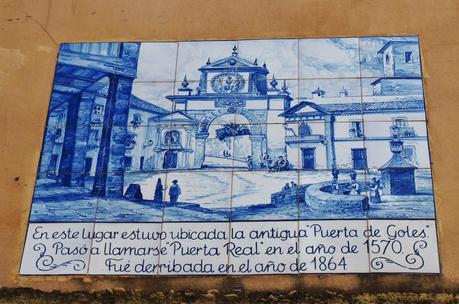 En este lugar estuvo ubicada la antigua "Puerta de Goles".
Pasó a llamarse "Puerta Real" en el año de 1570.
Fué derribada en el año de 1864